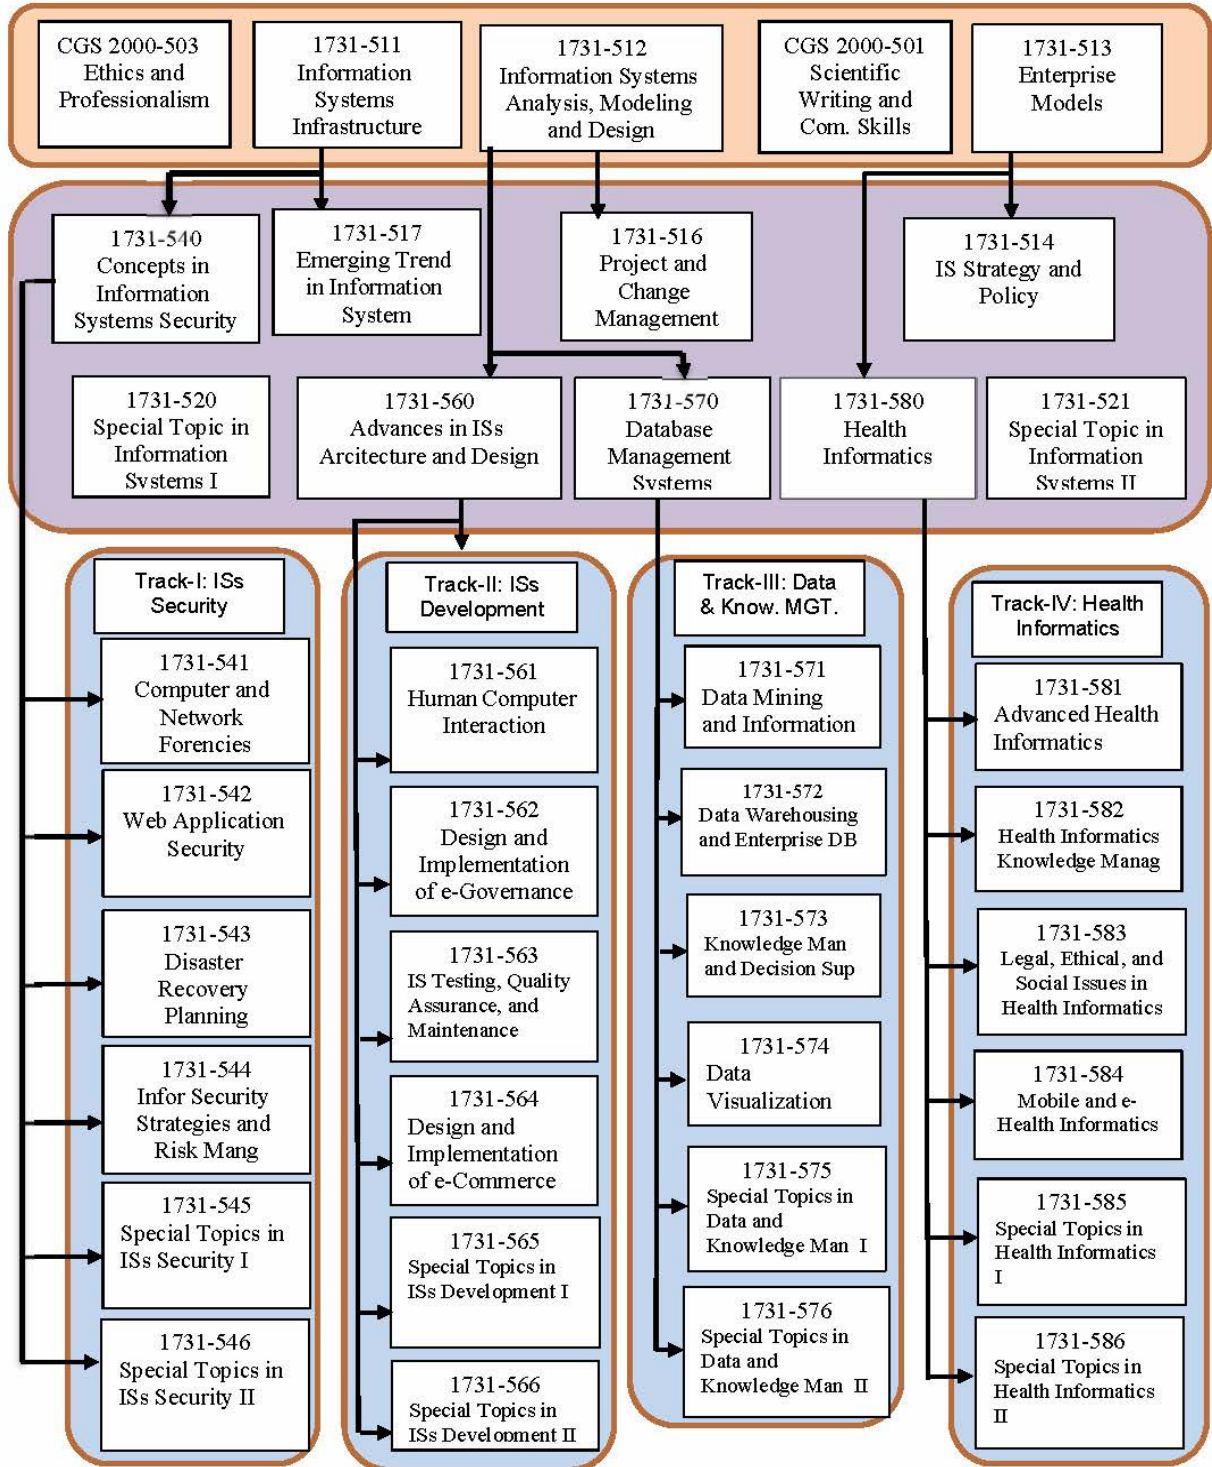 CGS 2000-503
Ethics and
Professionalism
1731-511
Information
Systems
Infrastructure
1731-512
Information Systems
Analysis, Modeling
and Design
CGS 2000-501
Scientific
Writing and
Com. Skills
1731-513
Enterprise
Models
1731-540
Concepts in
Information
Systems Security
1731-517
Emerging Trend
in Information
System
1731-516
Project and
Change
Management
1731-514
IS Strategy and
Policy
1731-520
Special Topic in
Information
Systems I
1731-560
Advances in ISs
Arcitecture and Design
1731-570
Database
Management
Systems
1731-580
Health
Informatics
1731-521
Special Topic in
Information
Systems II
Track-I: ISs
Security
1731-541
Computer and
Network
Forencies
1731-542
Web Application
Security
1731-543
Disaster
Recovery
Planning
1731-544
Infor Security
Strategies and
Risk Mang
1731-545
Special Topics in
ISs Security I
1731-546
Special Topics in
ISs Security II
Track-II: ISs
Development
1731-561
Human Computer
Interaction
1731-562
Design and
Implementation
of e-Governance
1731-563
IS Testing, Quality
Assurance, and
Maintenance
1731-564
Design and
Implementation
of e-Commerce
1731-565
Special Topics in
ISs Development I
1731-566
Special Topics in
ISs Development II
Track-III: Data
& Know. MGT.
1731-571
Data Mining
and Information
1731-572
Data Warehousing
and Enterprise DB
1731-573
Knowledge Man
and Decision Sup
1731-574
Data
Visualization
1731-575
Special Topics in
Data and
Knowledge Man I
1731-576
Special Topics in
Data and
Knowledge Man II
Track-IV: Health
Informatics
1731-581
Advanced Health
Informatics
1731-582
Health Informatics
Knowledge Manag
1731-583
Legal, Ethical, and
Social Issues in
Health Informatics
1731-584
Mobile and e-
Health Informatics
1731-585
Special Topics in
Health Informatics
I
1731-586
Special Topics in
Health Informatics
II